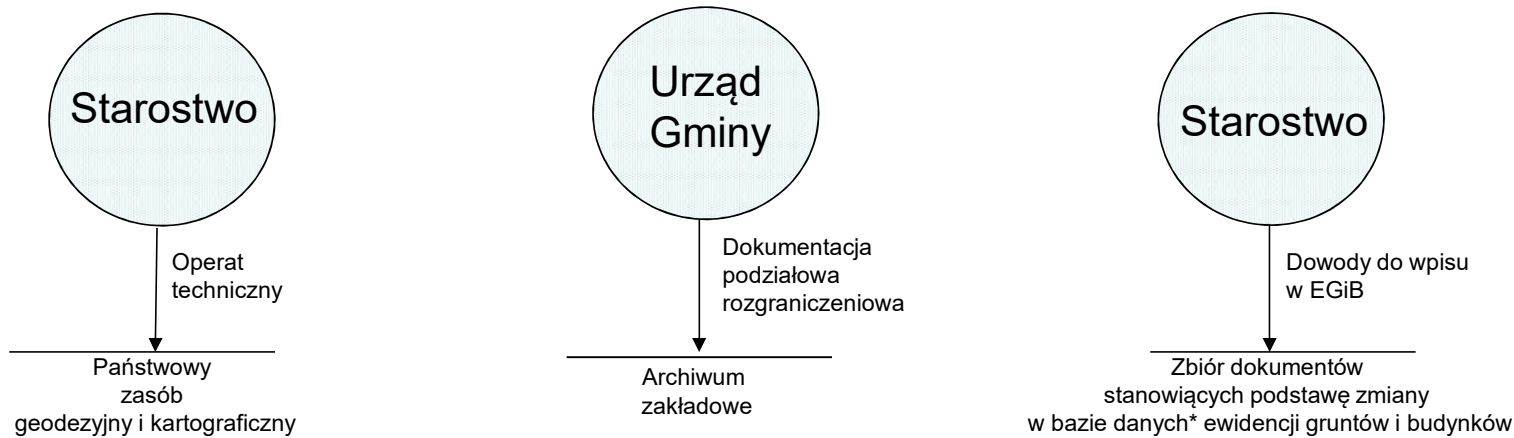 Starostwo
Operat
techniczny
Państwowy
zasób
geodezyjny i kartograficzny
Urząd
Gminy
Dokumentacja
podziałowa
rozgraniczeniowa
Archiwum
zakładowe
Starostwo
Dowody do wpisu
w EGiB
Zbiór dokumentów
stanowiących podstawę zmiany
w bazie danych* ewidencji gruntów i budynków